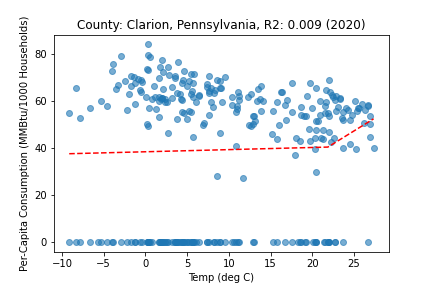 County: Clarion, Pennsylvania, R2: 0.009 (2020)
Per-Capita Consumption (MMBtu/1000 Households)
80
60
40
20
0
−10 −5 0 5 10 15 20 25
Temp (deg C)